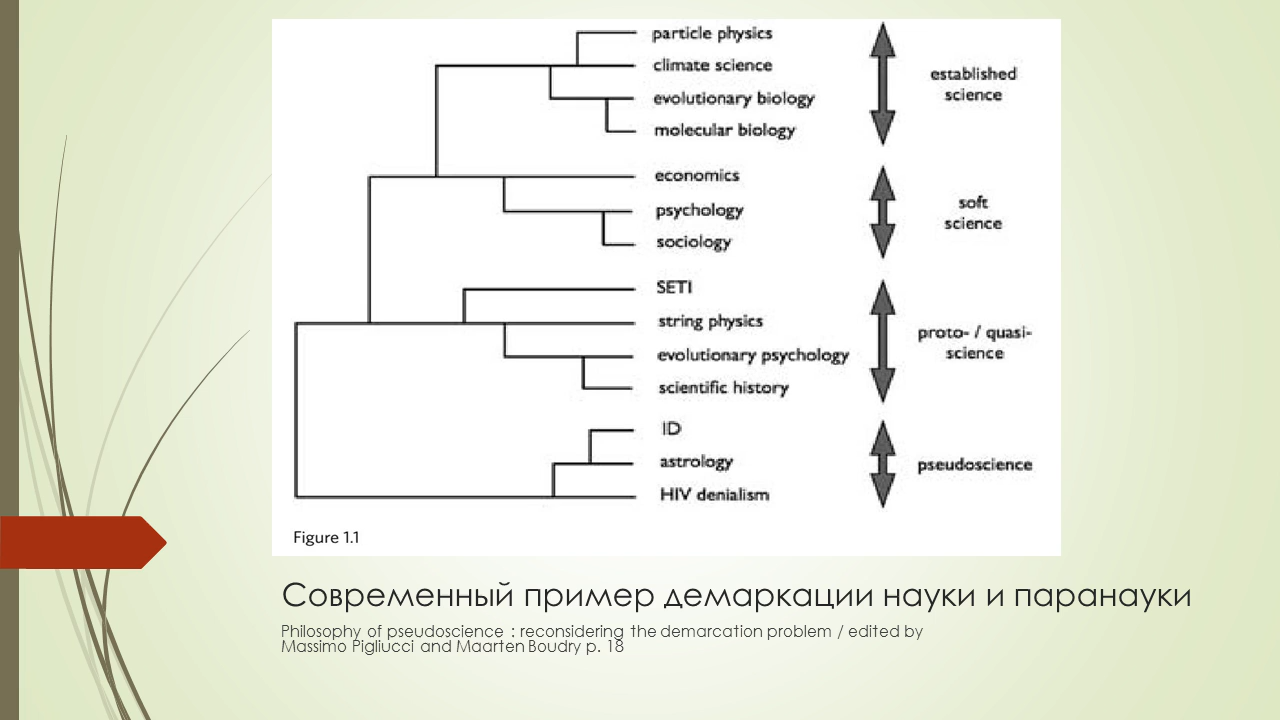 particle physics
climate science
evolutionary biology
molecular biology
established
science
economics
psychology
sociology
soft
science
SETI
string physics
evolutionary psychology
scientific history
proto- / quasi-
science
ID
astrology
HIV denialism
pseudoscience
Figure 1.1
Современный пример демаркации науки и паранауки
Philosophy of pseudoscience : reconsidering the demarcation problem / edited by
Massimo Pigliucci and Maarten Boudry p. 18